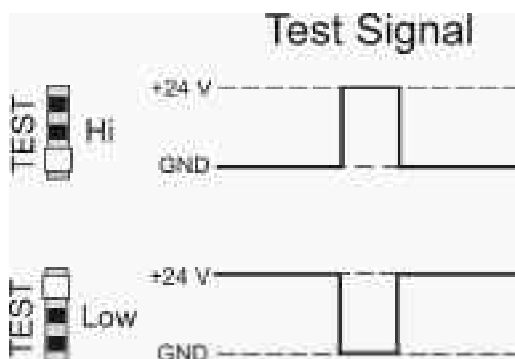 Test Signal
+24 V
TEST
Hi
GND
+24 V
TEST
Low
GND